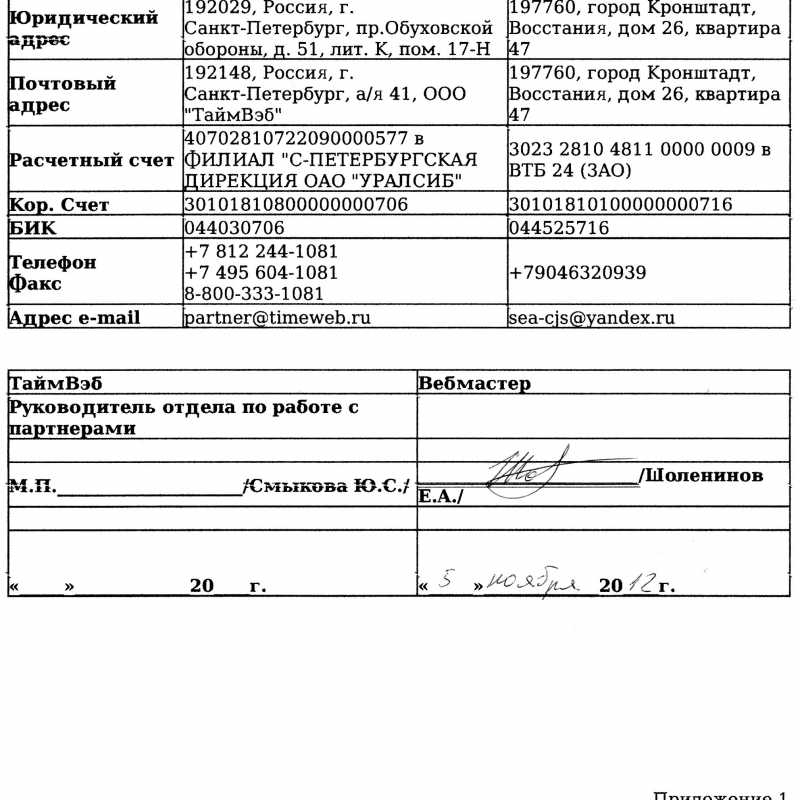 Юридический адрес
192029, Россия, г. Санкт-Петербург, пр.Обуховской обороны, д. 51, лит. К, пом. 17-Н
197760, город Кронштадт, Восстания, дом 26, квартира 47
Почтовый адрес
192148, Россия, г. Санкт-Петербург, а/я 41, ООО "ТаймВэб"
197760, город Кронштадт, Восстания, дом 26, квартира 47
Расчетный счет
40702810722090000577 в ФИЛИАЛ "С-ПЕТЕРБУРГСКАЯ ДИРЕКЦИЯ ОАО "УРАЛСИБ"
3023 2810 4811 0000 0009 в ВТБ 24 (ЗАО)
Кор. Счет
30101810800000000706
30101810100000000716
БИК
044030706
044525716
Телефон
Факс
+7 812 244-1081
+7 495 604-1081
8-800-333-1081
+79046320939
Адрес e-mail
partner@timeweb.ru
sea-cjs@yandex.ru
ТаймВэб
Вебмастер
Руководитель отдела по работе с партнерами
М.П.____________________/Смыкова Ю.С./
________________________/Шоленинов Е.А./
«_____»____________20____г.
«_5_»ноября 2012г.
Приложение 1